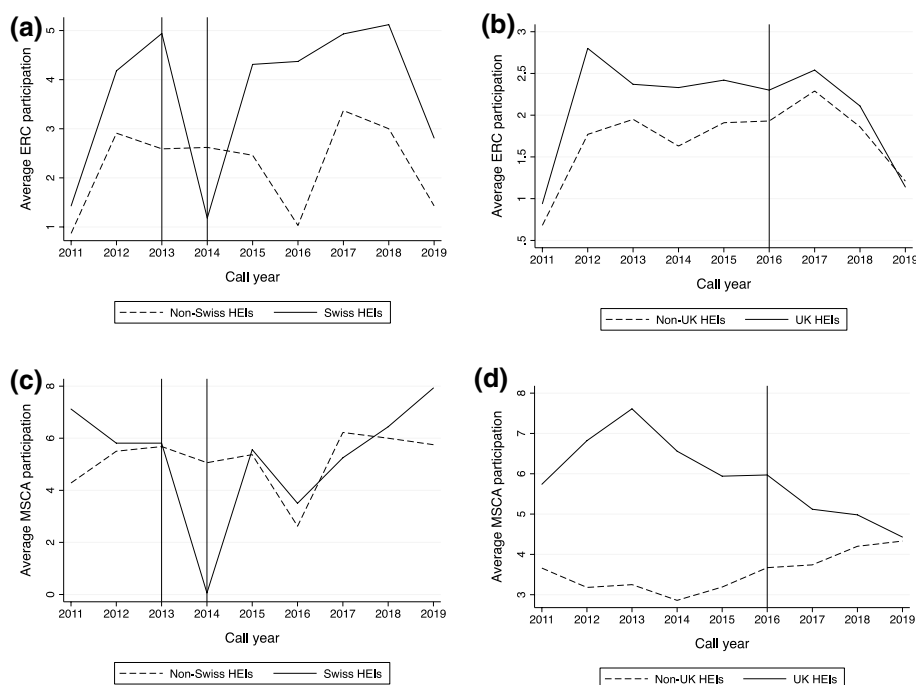 (a)
Average ERC participation
5
4
3
2
1
2011 2012 2013 2014 2015 2016 2017 2018 2019
Call year
Non-Swiss HEIs Swiss HEIs
(b)
Average ERC participation
3
2.5
2
1.5
1
.5
2011 2012 2013 2014 2015 2016 2017 2018 2019
Call year
Non-UK HEIs UK HEIs
(c)
Average MSCA participation
8
6
4
2
0
2011 2012 2013 2014 2015 2016 2017 2018 2019
Call year
Non-Swiss HEIs Swiss HEIs
(d)
Average MSCA participation
8
7
6
5
4
3
2011 2012 2013 2014 2015 2016 2017 2018 2019
Call year
Non-UK HEIs UK HEIs